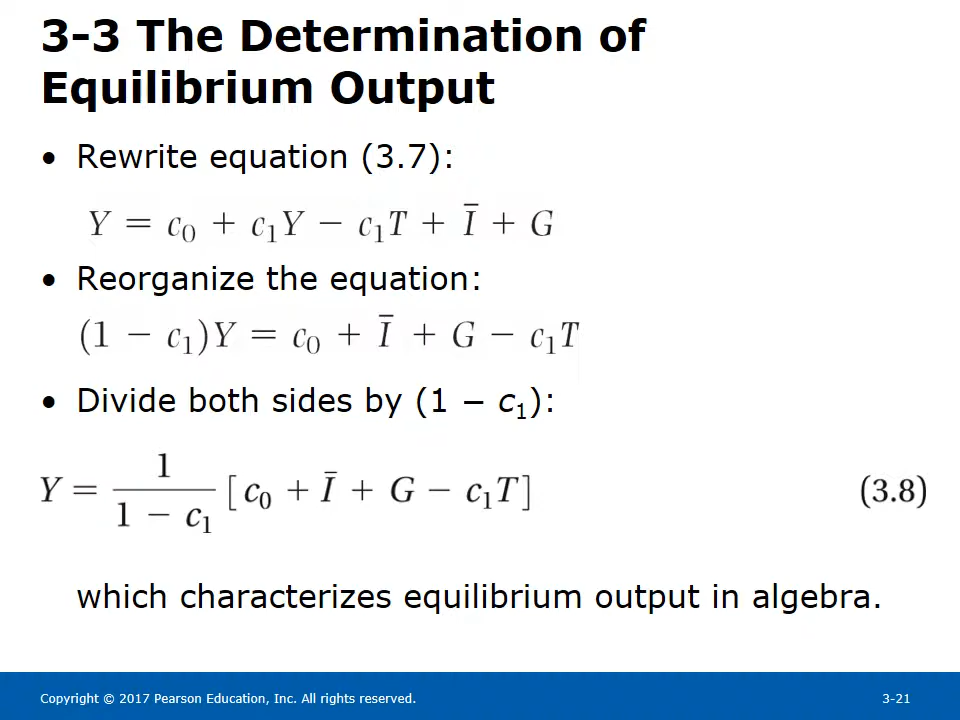 3-3 The Determination of
Equilibrium Output
• Rewrite equation (3.7):
Y = c₀ + c₁Y − c₁T + Ī + G
• Reorganize the equation:
(1 − c₁)Y = c₀ + Ī + G − c₁T
• Divide both sides by (1 − c₁):
Y = 1 / (1 − c₁) [c₀ + Ī + G − c₁T] (3.8)
which characterizes equilibrium output in algebra.
Copyright © 2017 Pearson Education, Inc. All rights reserved. 3-21